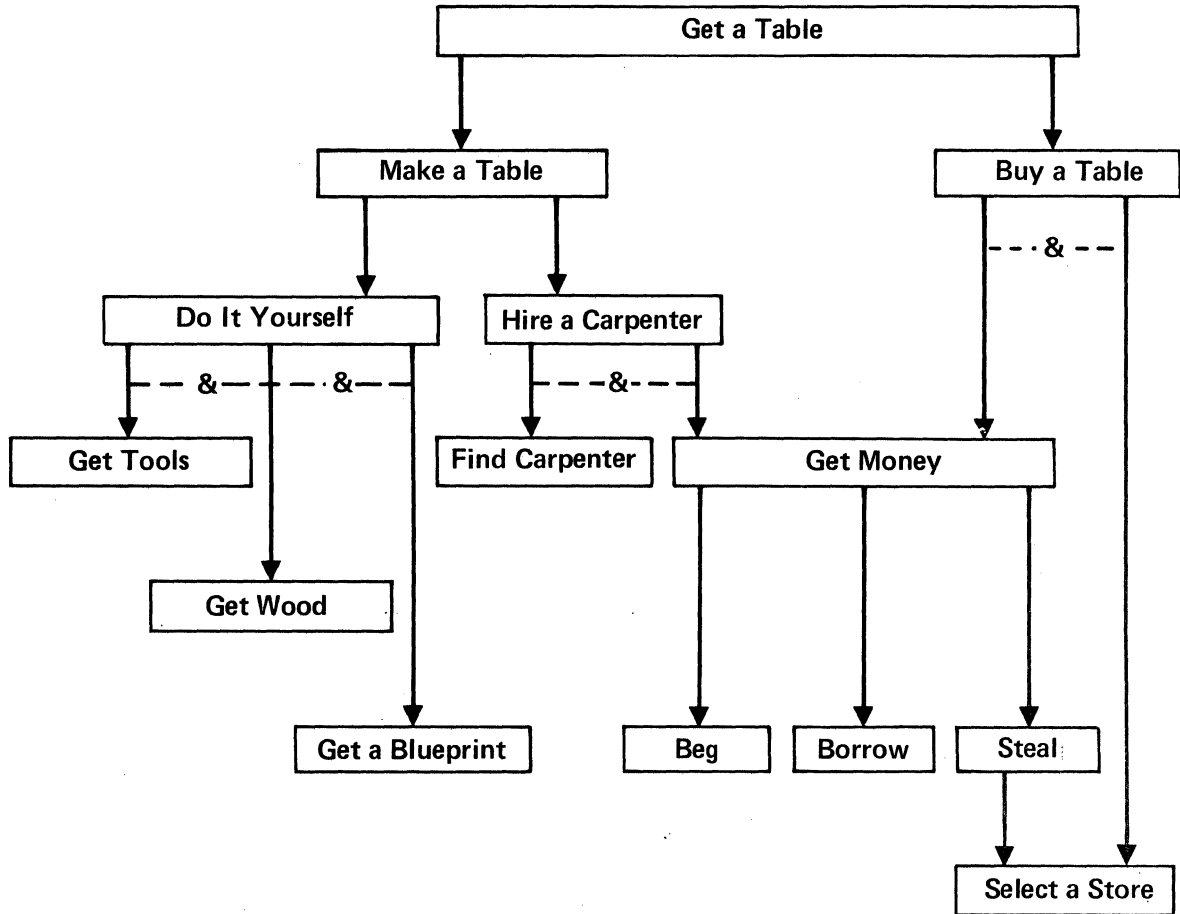 Get a Table
Make a Table
Buy a Table
&
Do It Yourself
Hire a Carpenter
& &
&
Get Tools
Find Carpenter
Get Money
Get Wood
Get a Blueprint
Beg
Borrow
Steal
Select a Store